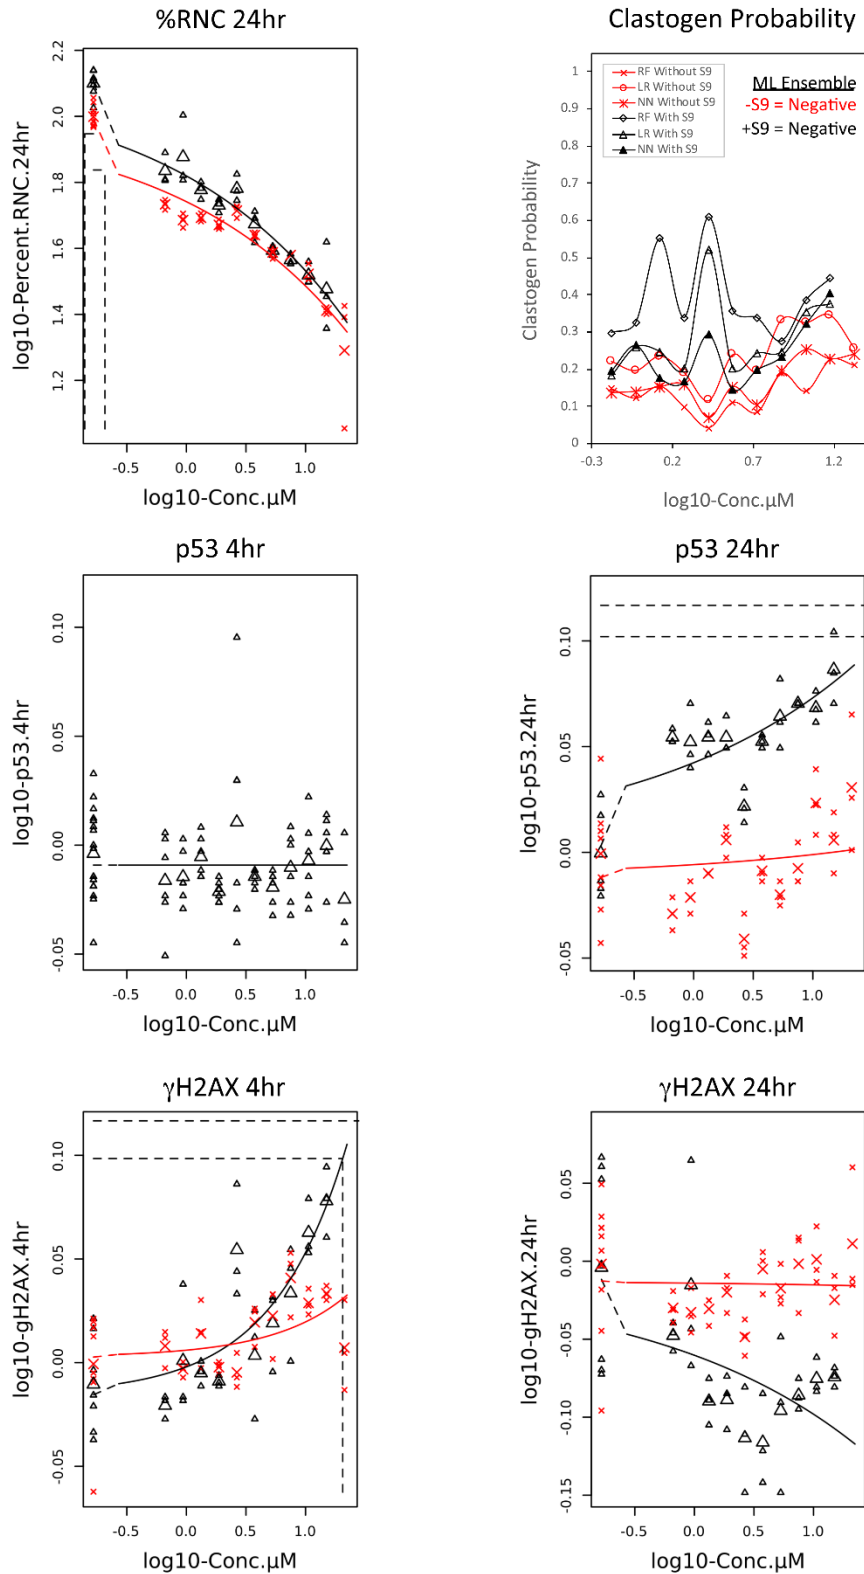 %RNC 24hr
log10-Percent.RNC.24hr
2.2
2.0
1.8
1.6
1.4
1.2
-0.5
0.0
0.5
1.0
log10-Conc.µM
Clastogen Probability
RF Without S9
LR Without S9
NN Without S9
RF With S9
LR With S9
NN With S9
ML Ensemble
-S9 = Negative
+S9 = Negative
Clastogen Probability
1
0.9
0.8
0.7
0.6
0.5
0.4
0.3
0.2
0.1
0
-0.3
0.2
0.7
1.2
log10-Conc.µM
p53 4hr
log10-p53.4hr
0.10
0.05
0.00
-0.05
-0.5
0.0
0.5
1.0
log10-Conc.µM
p53 24hr
log10-p53.24hr
0.10
0.05
0.00
-0.05
-0.5
0.0
0.5
1.0
log10-Conc.µM
γH2AX 4hr
log10-gH2AX.4hr
0.10
0.05
0.00
-0.05
-0.5
0.0
0.5
1.0
log10-Conc.µM
γH2AX 24hr
log10-gH2AX.24hr
0.05
0.00
-0.05
-0.10
-0.15
-0.5
0.0
0.5
1.0
log10-Conc.µM